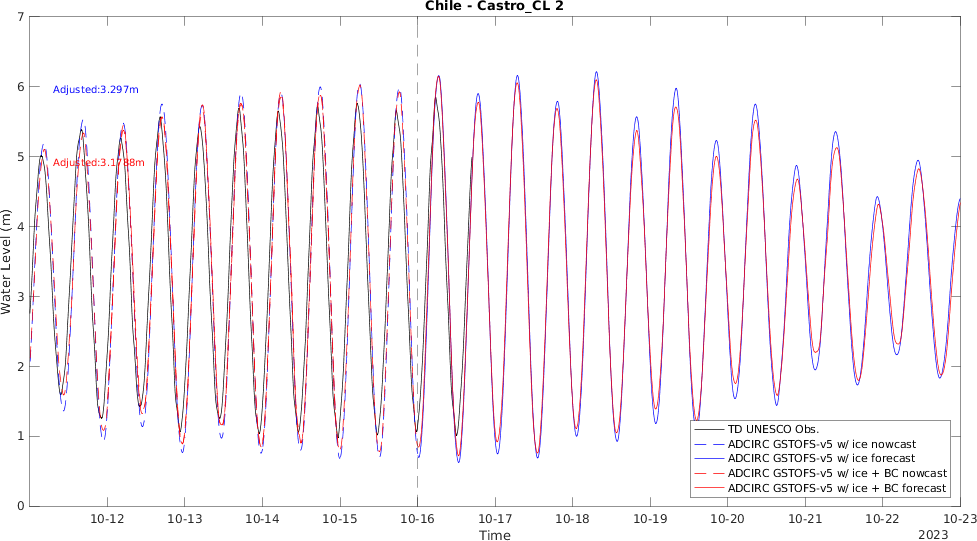 Chile - Castro_CL 2
7
6
5
4
3
2
1
0
Water Level (m)
Adjusted:3.297m
Adjusted:3.1788m
TD UNESCO Obs.
ADCIRC GSTOFS-v5 w/ ice nowcast
ADCIRC GSTOFS-v5 w/ ice forecast
ADCIRC GSTOFS-v5 w/ ice + BC nowcast
ADCIRC GSTOFS-v5 w/ ice + BC forecast
10-12 10-13 10-14 10-15 10-16 10-17 10-18 10-19 10-20 10-21 10-22 10-23
Time
2023